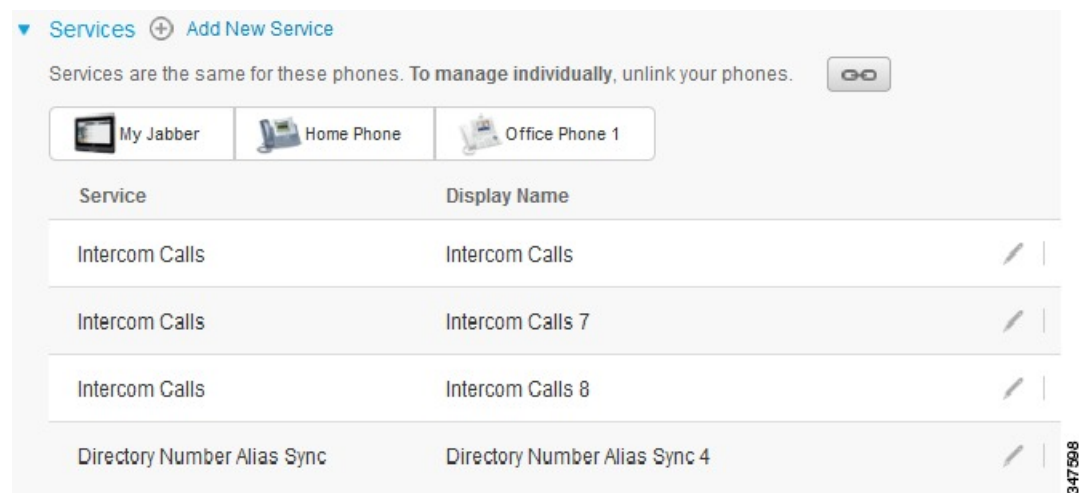 Services Add New Service
Services are the same for these phones. To manage individually, unlink your phones.
My Jabber Home Phone Office Phone 1
Service Display Name
Intercom Calls Intercom Calls
Intercom Calls Intercom Calls 7
Intercom Calls Intercom Calls 8
Directory Number Alias Sync Directory Number Alias Sync 4
347598